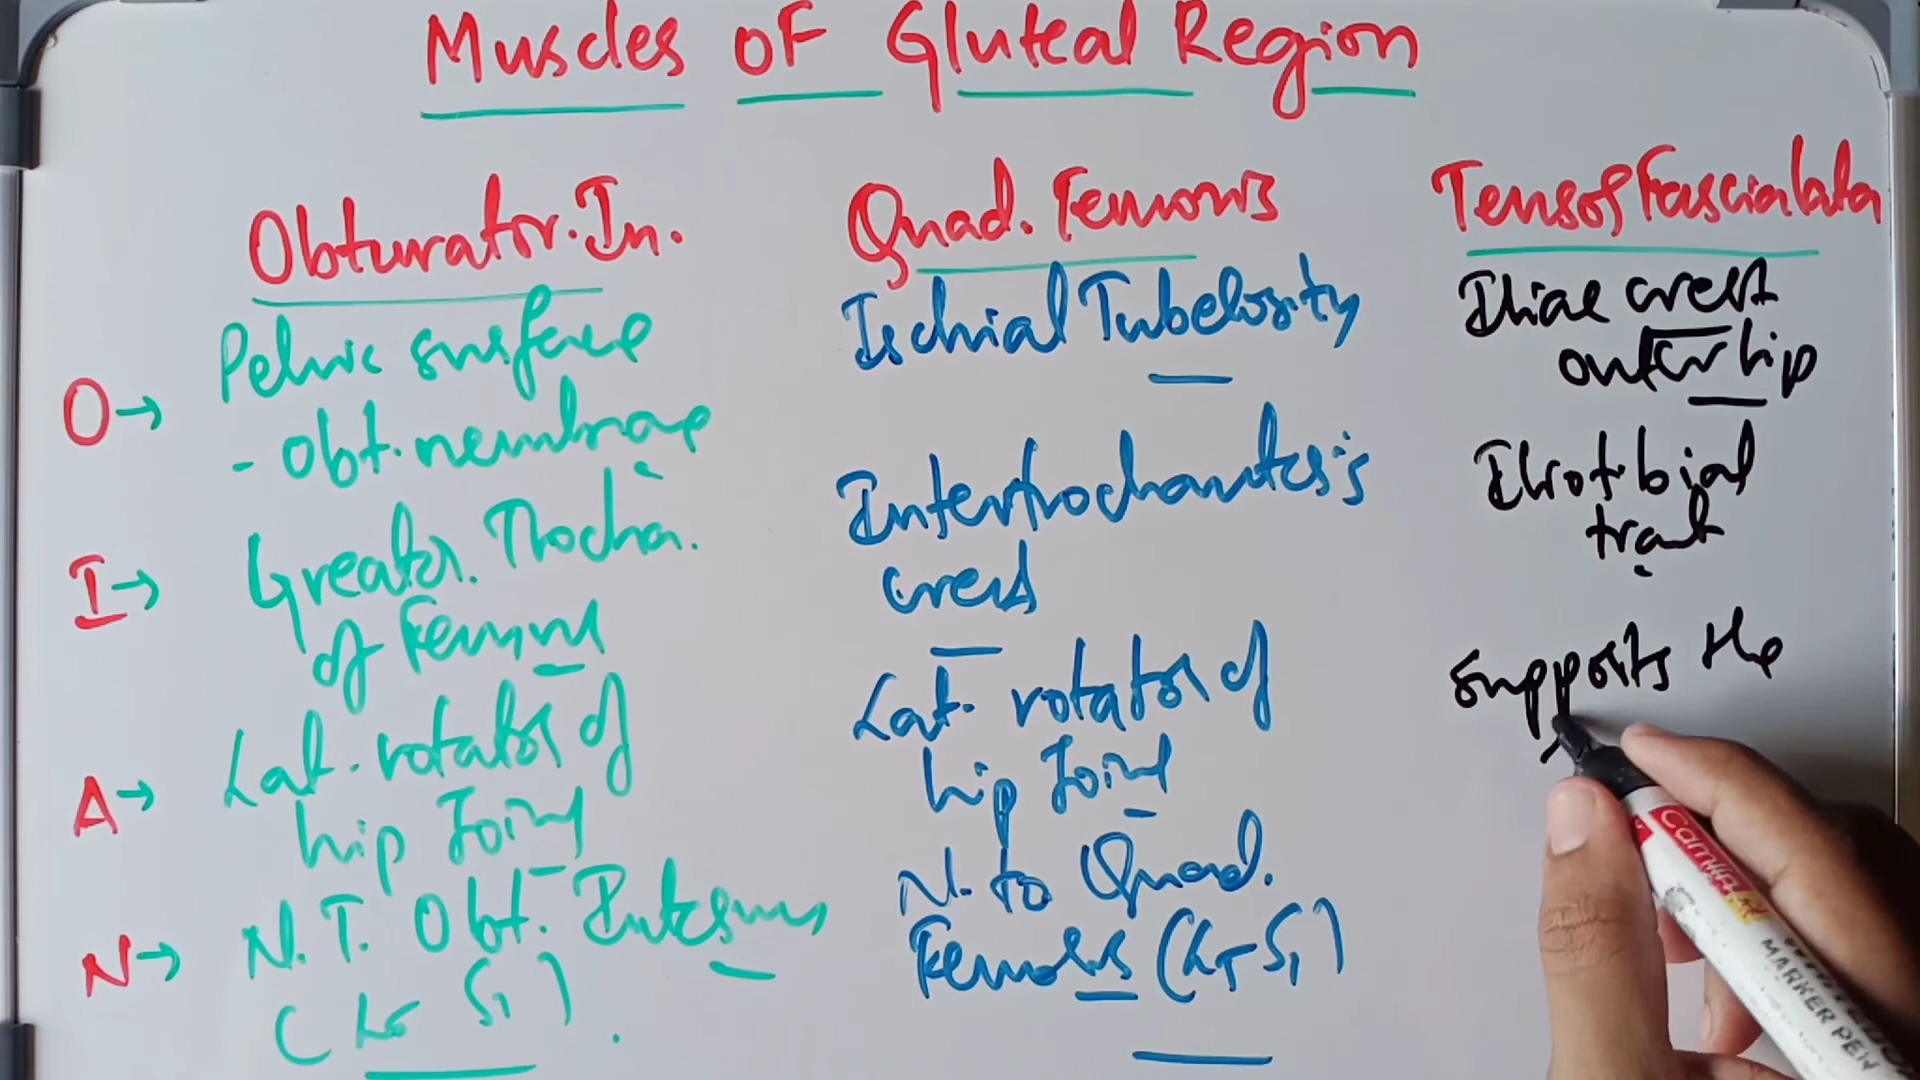 Muscles of Gluteal Region
Obturator. In.
Quad. Femoris
Tensor Fascia lata
O→
Pelvic surface
- Obt. membrane
Ischial Tuberosity
Iliac crest
outer lip
I→
Greator. Trocha.
of Femur
Intertrochanteric
crest
Iliotibial
tract
A→
Lat. rotator of
hip Joint
Lat. rotator of
hip Joint
supports the
N→
N. T. Obt. Internus
(L5 S1).
N. to Quad.
Femoris (L5 S1)
Camlin
MARKER PEN